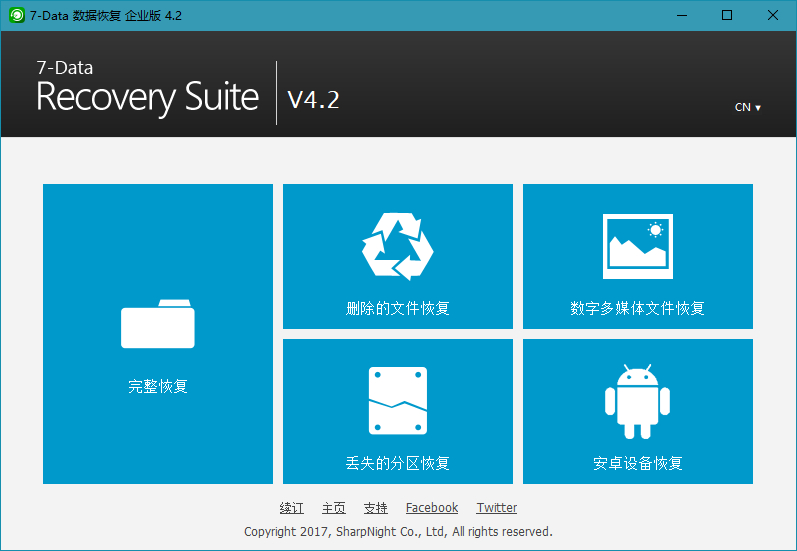 7-Data 数据恢复 企业版 4.2
7-Data
Recovery Suite
V4.2
CN ▾
完整恢复
删除的文件恢复
数字多媒体文件恢复
丢失的分区恢复
安卓设备恢复
续订 主页 支持 Facebook Twitter
Copyright 2017, SharpNight Co., Ltd, All rights reserved.